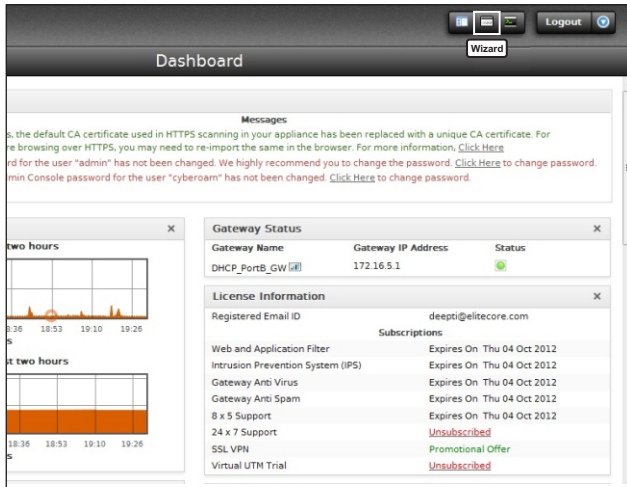 Logout
Wizard
Dashboard
Messages
s, the default CA certificate used in HTTPS scanning in your appliance has been replaced with a unique CA certificate. For
re browsing over HTTPS, you may need to re-import the same in the browser. For more information, Click Here
rd for the user "admin" has not been changed. We highly recommend you to change the password. Click Here to change password.
min Console password for the user "cyberoam" has not been changed. Click Here to change password.
two hours
8:36 18:53 19:10 19:26
s
st two hours
18:36 18:53 19:10 19:26
s
Gateway Status
Gateway Name Gateway IP Address Status
DHCP_PortB_GW 172.16.5.1
License Information
Registered Email ID deepti@elitecore.com
Subscriptions
Web and Application Filter Expires On Thu 04 Oct 2012
Intrusion Prevention System (IPS) Expires On Thu 04 Oct 2012
Gateway Anti Virus Expires On Thu 04 Oct 2012
Gateway Anti Spam Expires On Thu 04 Oct 2012
8 x 5 Support Expires On Thu 04 Oct 2012
24 x 7 Support Unsubscribed
SSL VPN Promotional Offer
Virtual UTM Trial Unsubscribed